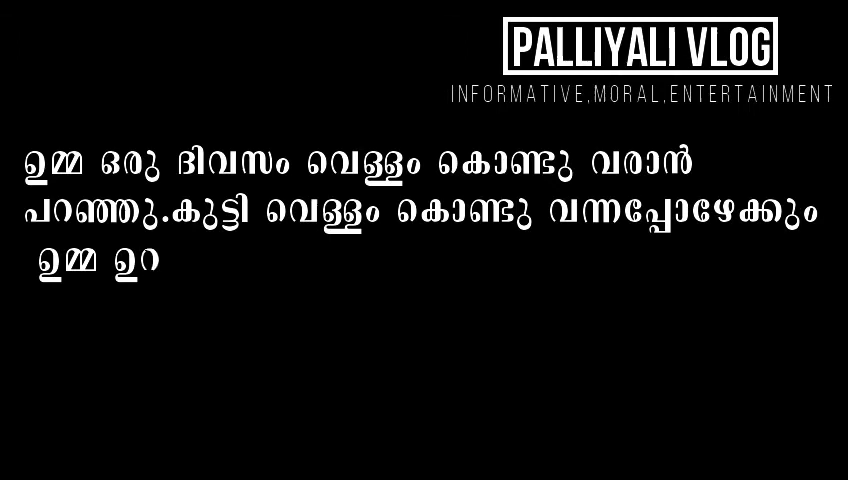 PALLIYALI VLOG
INFORMATIVE,MORAL,ENTERTAINMENT
ഉമ്മ ഒരു ദിവസം വെള്ളം കൊണ്ടു വരാൻ
പറഞ്ഞു.കുട്ടി വെള്ളം കൊണ്ടു വന്നപ്പോഴേക്കും
ഉമ്മ ഉറ